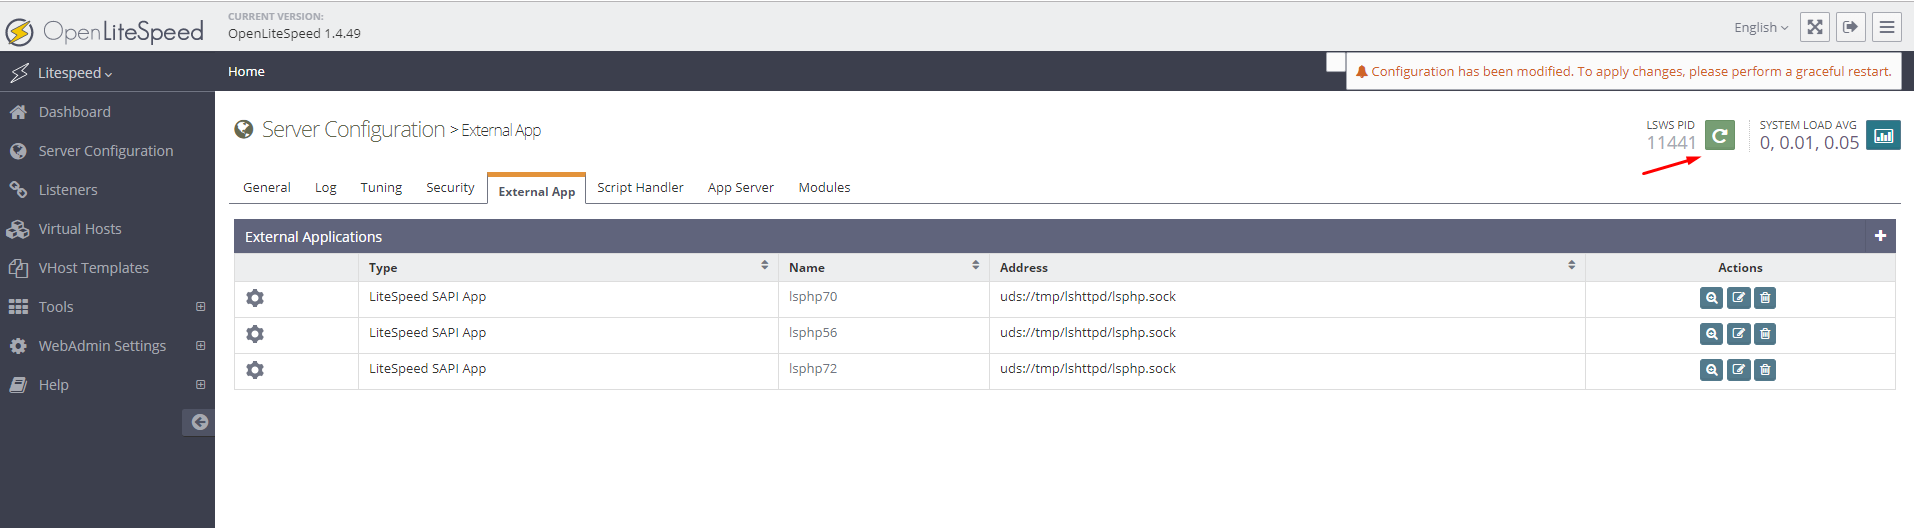 OpenLiteSpeed
CURRENT VERSION:
OpenLiteSpeed 1.4.49
English
Litespeed
Home
Configuration has been modified. To apply changes, please perform a graceful restart.
Dashboard
Server Configuration
Listeners
Virtual Hosts
VHost Templates
Tools
WebAdmin Settings
Help
Server Configuration > External App
LSWS PID
11441
SYSTEM LOAD AVG
0, 0.01, 0.05
General Log Tuning Security External App Script Handler App Server Modules
External Applications
Type Name Address Actions
LiteSpeed SAPI App lsphp70 uds://tmp/lshttpd/lsphp.sock
LiteSpeed SAPI App lsphp56 uds://tmp/lshttpd/lsphp.sock
LiteSpeed SAPI App lsphp72 uds://tmp/lshttpd/lsphp.sock